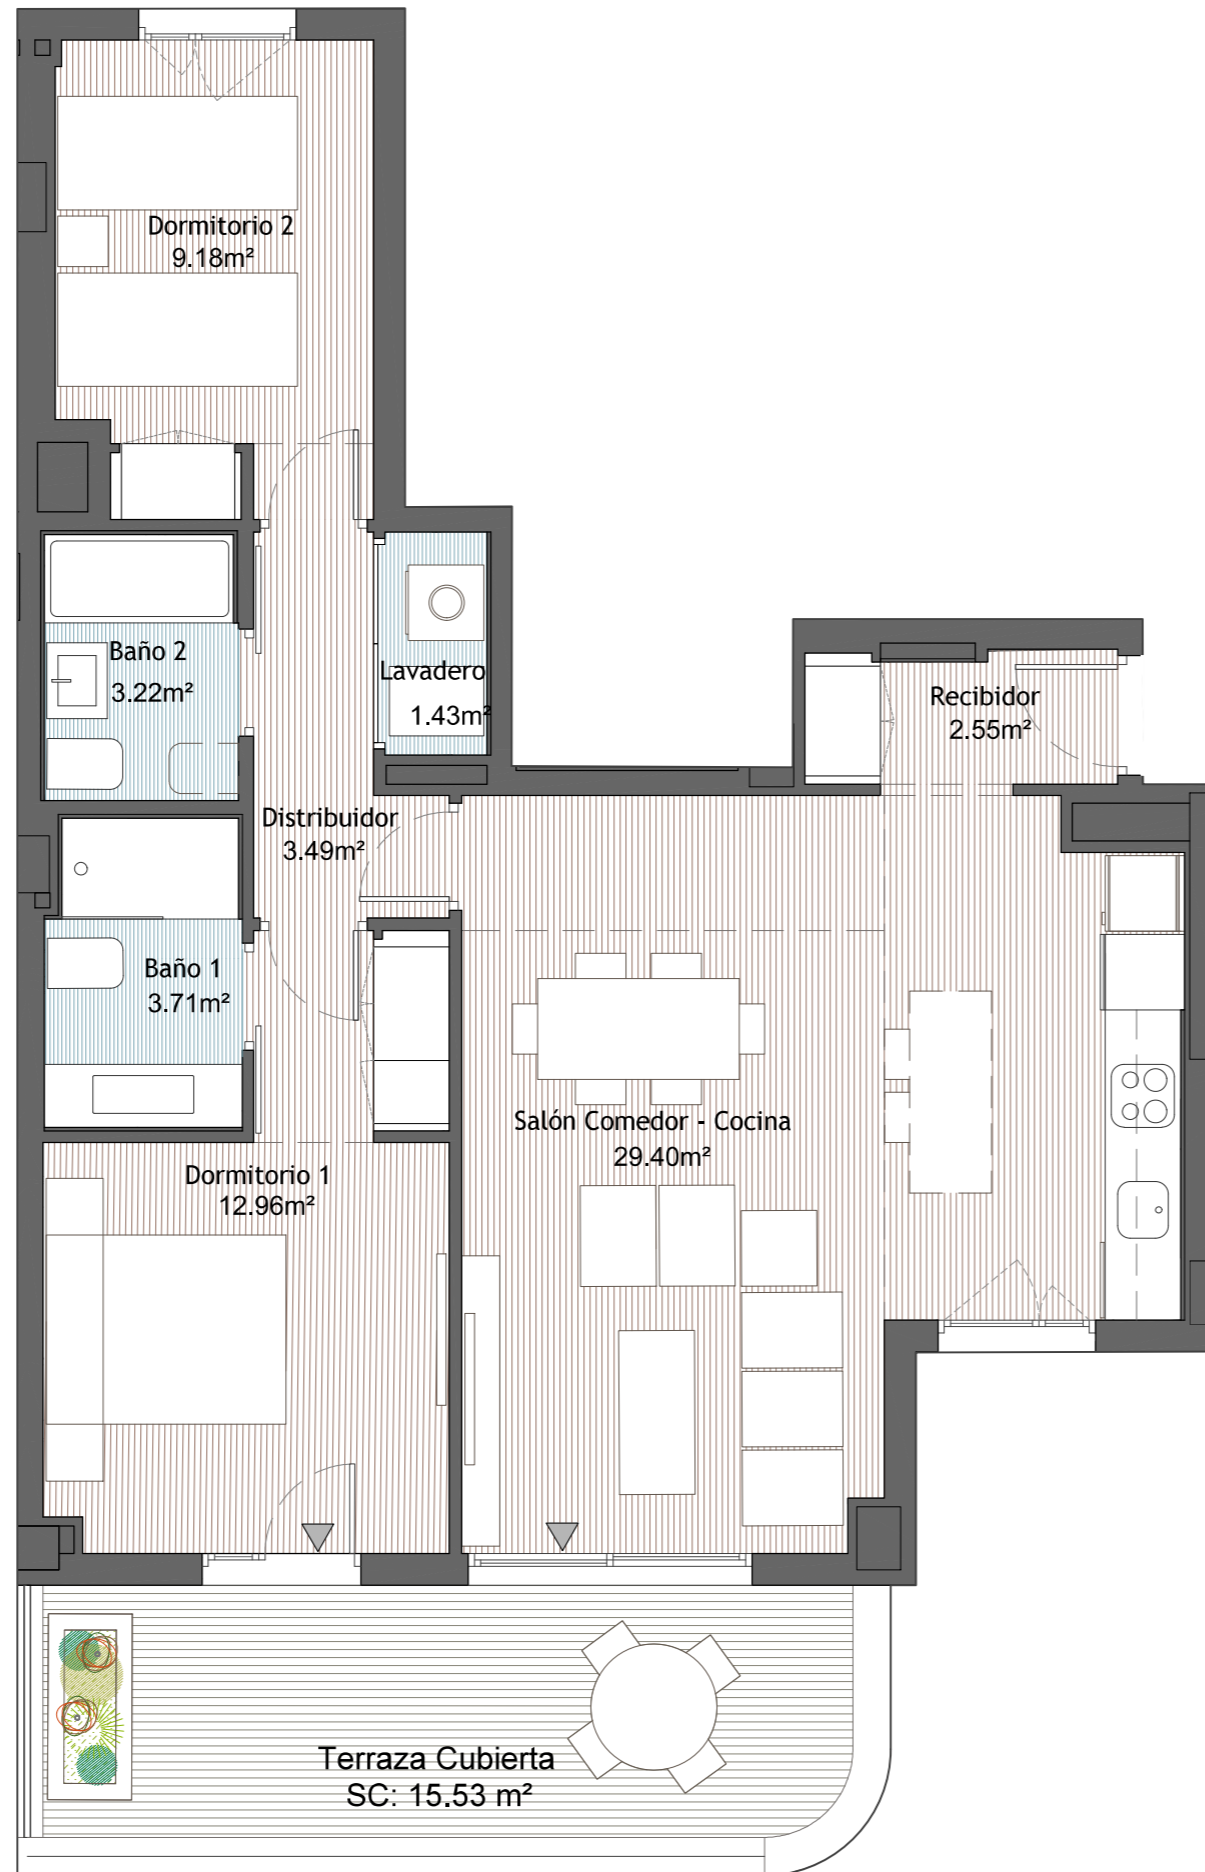 Dormitorio 2
9.18m²
Baño 2
3.22m²
Lavadero
1.43m²
Recibidor
2.55m²
Distribuidor
3.49m²
Baño 1
3.71m²
Salón Comedor - Cocina
29.40m²
Dormitorio 1
12.96m²
Terraza Cubierta
SC: 15.53 m²